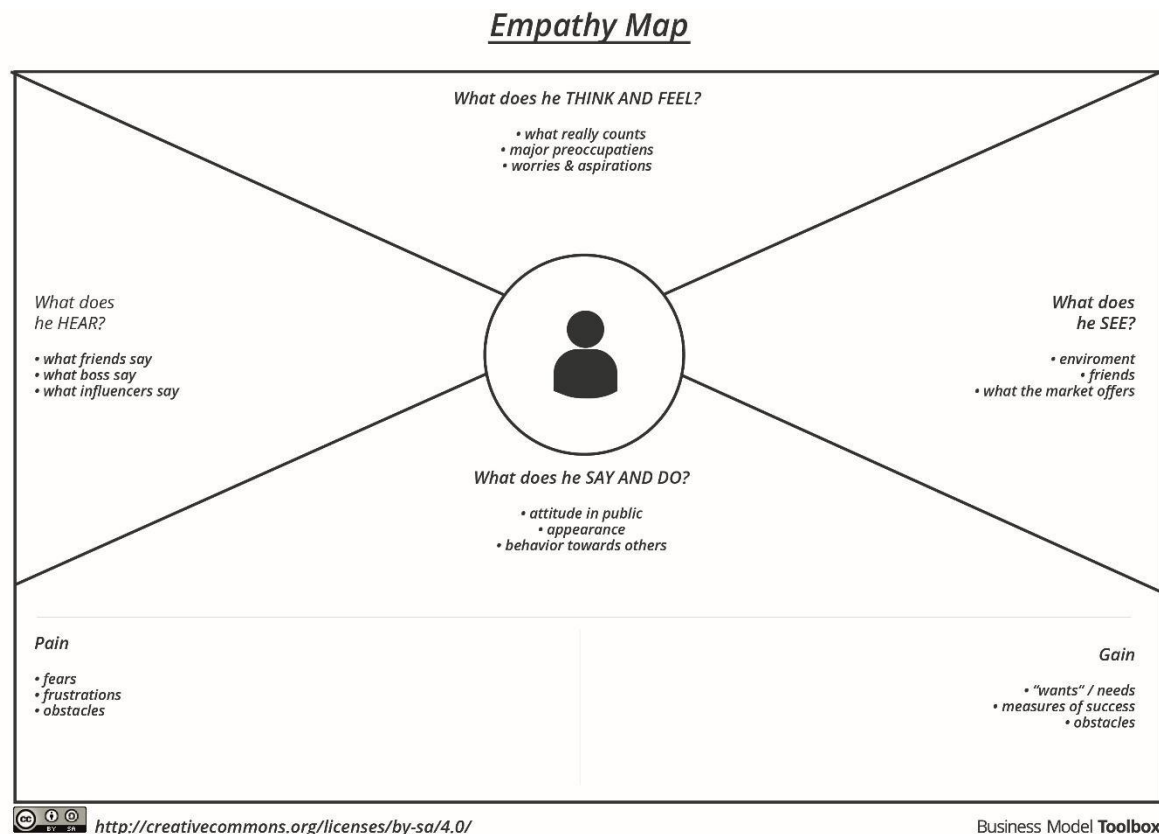 Empathy Map
What does he THINK AND FEEL?
• what really counts
• major preoccupatiens
• worries & aspirations
What does
he HEAR?
• what friends say
• what boss say
• what influencers say
What does
he SEE?
• enviroment
• friends
• what the market offers
What does he SAY AND DO?
• attitude in public
• appearance
• behavior towards others
Pain
• fears
• frustrations
• obstacles
Gain
• “wants” / needs
• measures of success
• obstacles
cc BY SA
http://creativecommons.org/licenses/by-sa/4.0/
Business Model Toolbox